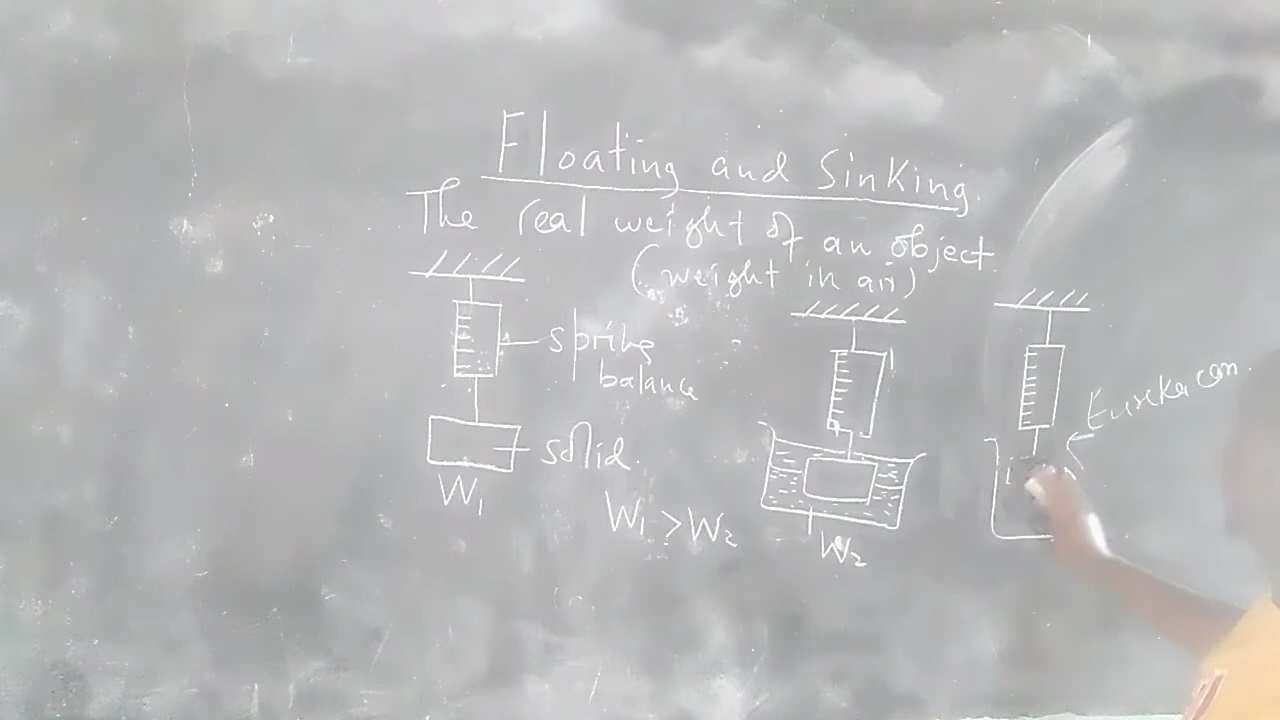 Floating and Sinking
The real weight of an object
(weight in air)
spring
balance
solid
W₁
W₁ > W₂
W₂
Eureka can